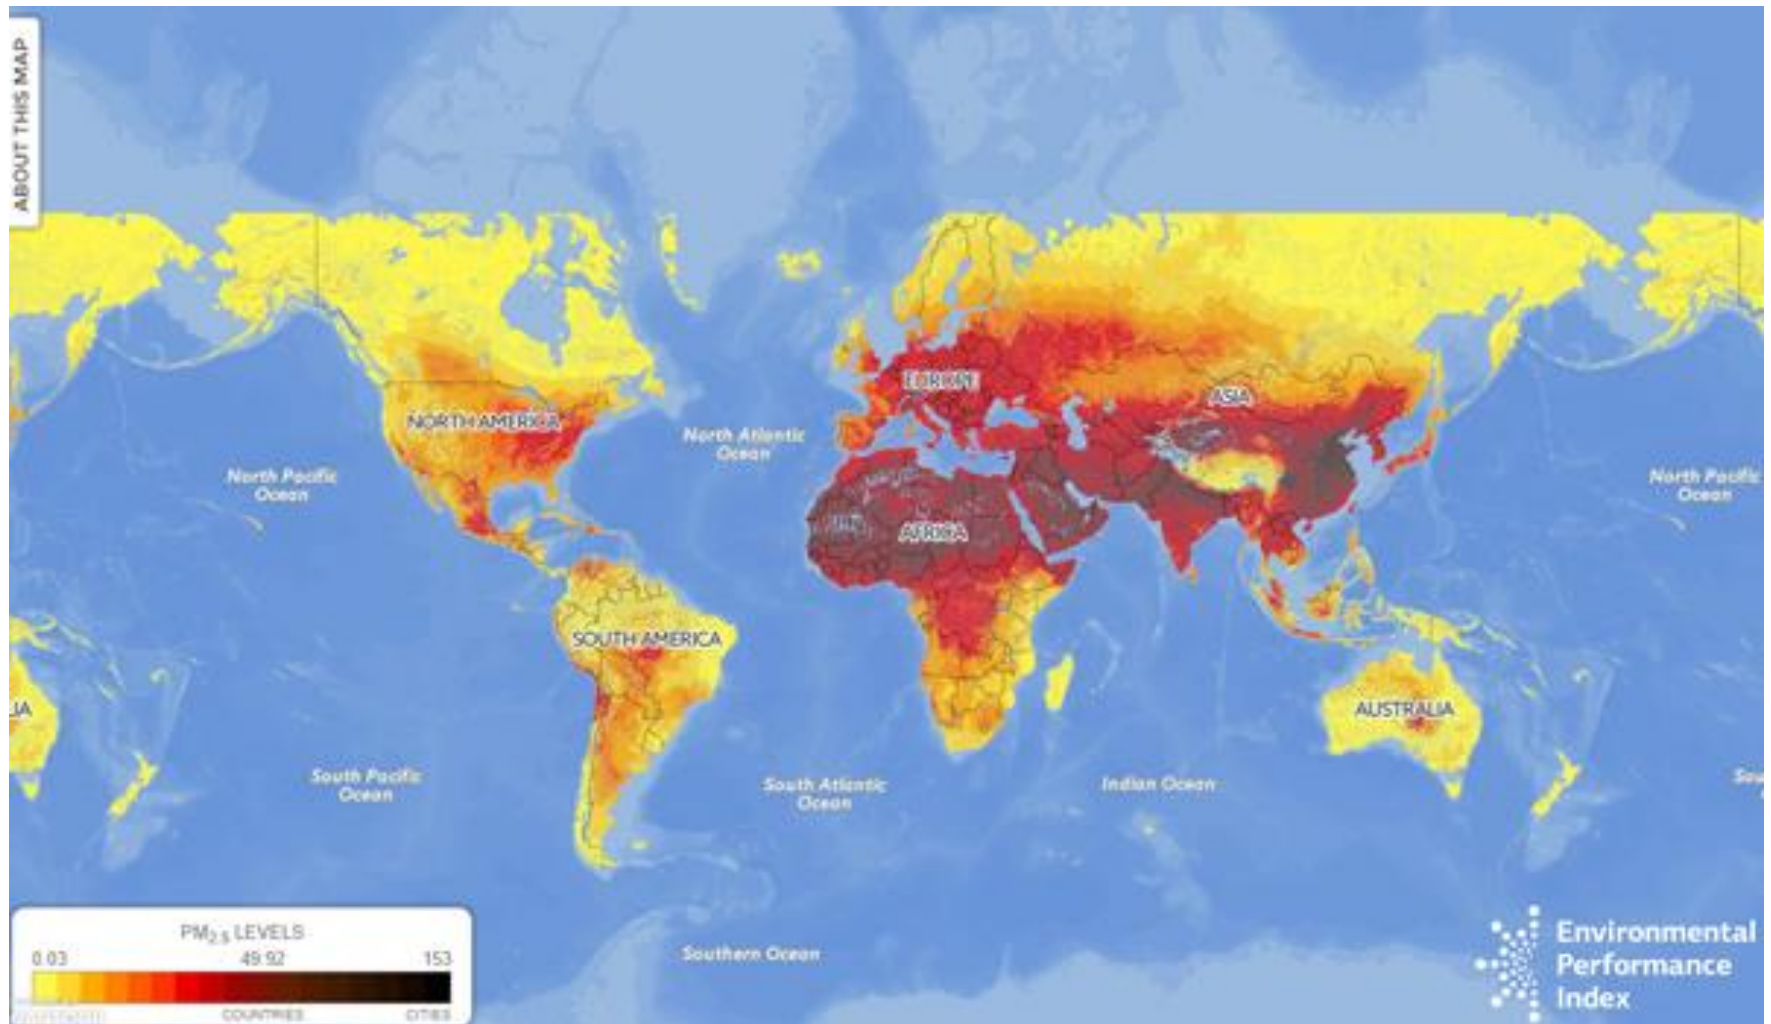 ABOUT THIS MAP
EUROPE
ASIA
NORTH AMERICA
North Atlantic
Ocean
North Pacific
Ocean
North Pacific
Ocean
AFRICA
SOUTH AMERICA
IA
AUSTRALIA
South Pacific
Ocean
South Atlantic
Ocean
Indian Ocean
Sou
Southern Ocean
PM2.5 LEVELS
0.03 49.92 153
COUNTRIES CITIES
Environmental
Performance
Index